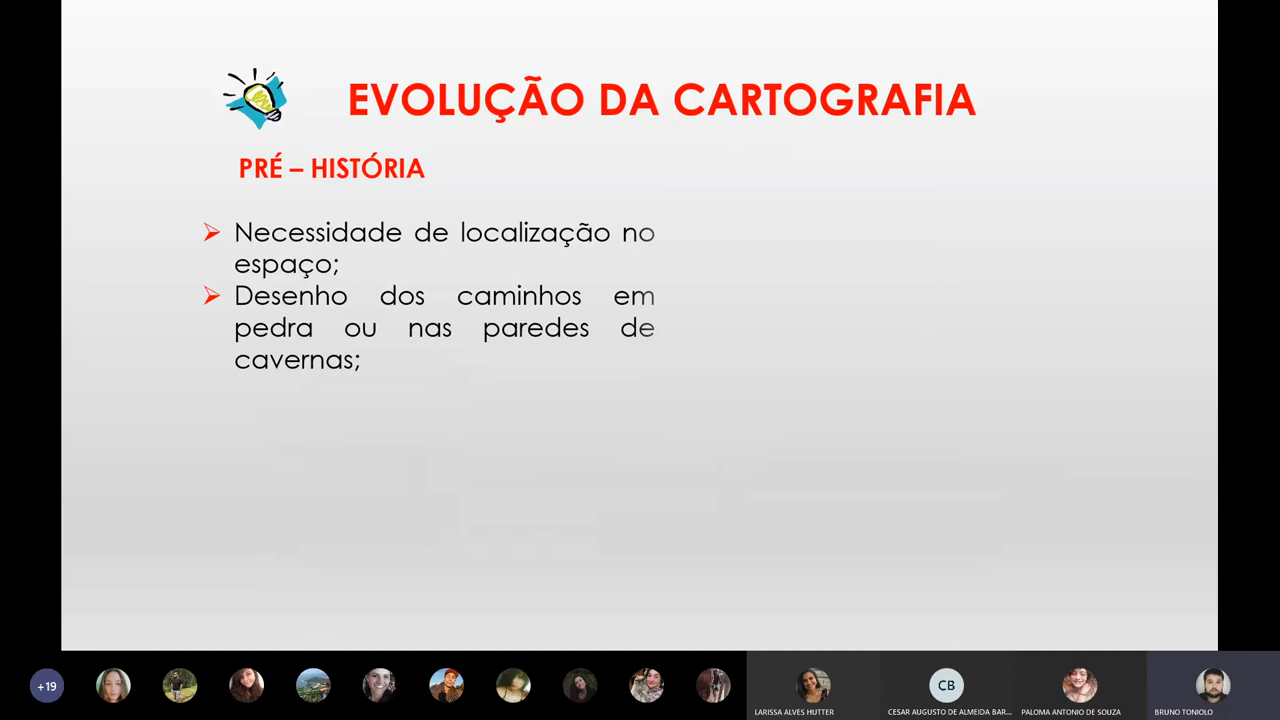 EVOLUÇÃO DA CARTOGRAFIA
PRÉ – HISTÓRIA
Necessidade de localização no
espaço;
Desenho dos caminhos em
pedra ou nas paredes de
cavernas;
+19
CB
LARISSA ALVES HUTTER
CESAR AUGUSTO DE ALMEIDA BAR...
PALOMA ANTONIO DE SOUZA
BRUNO TONIOLO